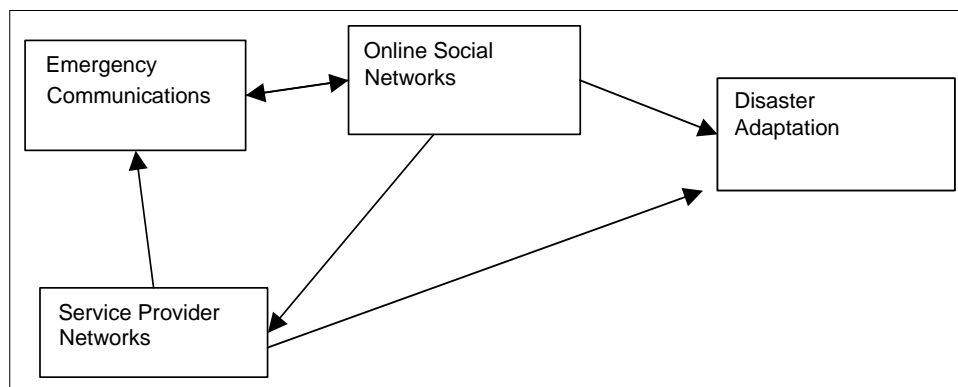 Emergency
Communications
Online Social
Networks
Disaster
Adaptation
Service Provider
Networks